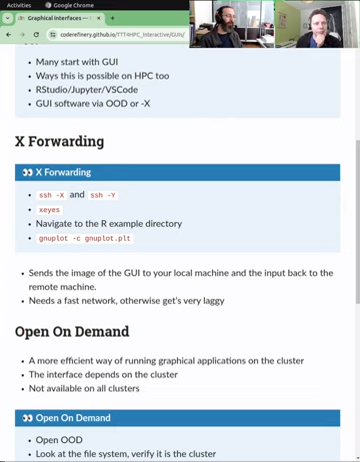 Activities
Google Chrome
Graphical interfaces —
coderefinery.github.io/TTT4HPC_Interactive/GUIs/
• Many start with GUI
• Ways this is possible on HPC too
• RStudio/Jupyter/VSCode
• GUI software via OOD or -X
X Forwarding
👀 X Forwarding
• ssh -X and ssh -Y
• xeyes
• Navigate to the R example directory
• gnuplot -c gnuplot.plt
• Sends the image of the GUI to your local machine and the input back to the
remote machine.
• Needs a fast network, otherwise get's very laggy
Open On Demand
• A more efficient way of running graphical applications on the cluster
• The interface depends on the cluster
• Not available on all clusters
👀 Open On Demand
• Open OOD
• Look at the file system, verify it is the cluster